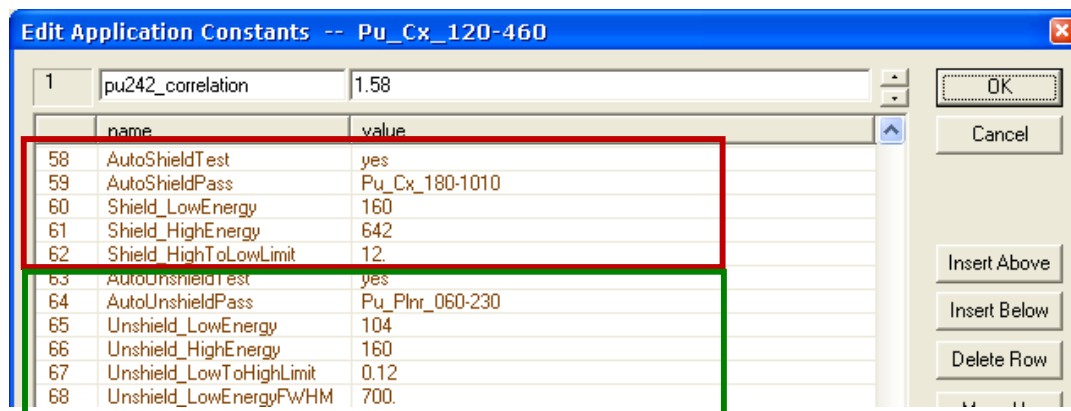 Edit Application Constants -- Pu_Cx_120-460
1 pu242_correlation 1.58
OK
name value
Cancel
58 AutoShieldTest yes
59 AutoShieldPass Pu_Cx_180-1010
60 Shield_LowEnergy 160
61 Shield_HighEnergy 642
62 Shield_HighToLowLimit 12.
Insert Above
63 AutoUnshieldTest yes
64 AutoUnshieldPass Pu_Plnr_060-230
65 Unshield_LowEnergy 104
Insert Below
66 Unshield_HighEnergy 160
67 Unshield_LowToHighLimit 0.12
Delete Row
68 Unshield_LowEnergyFWHM 700.